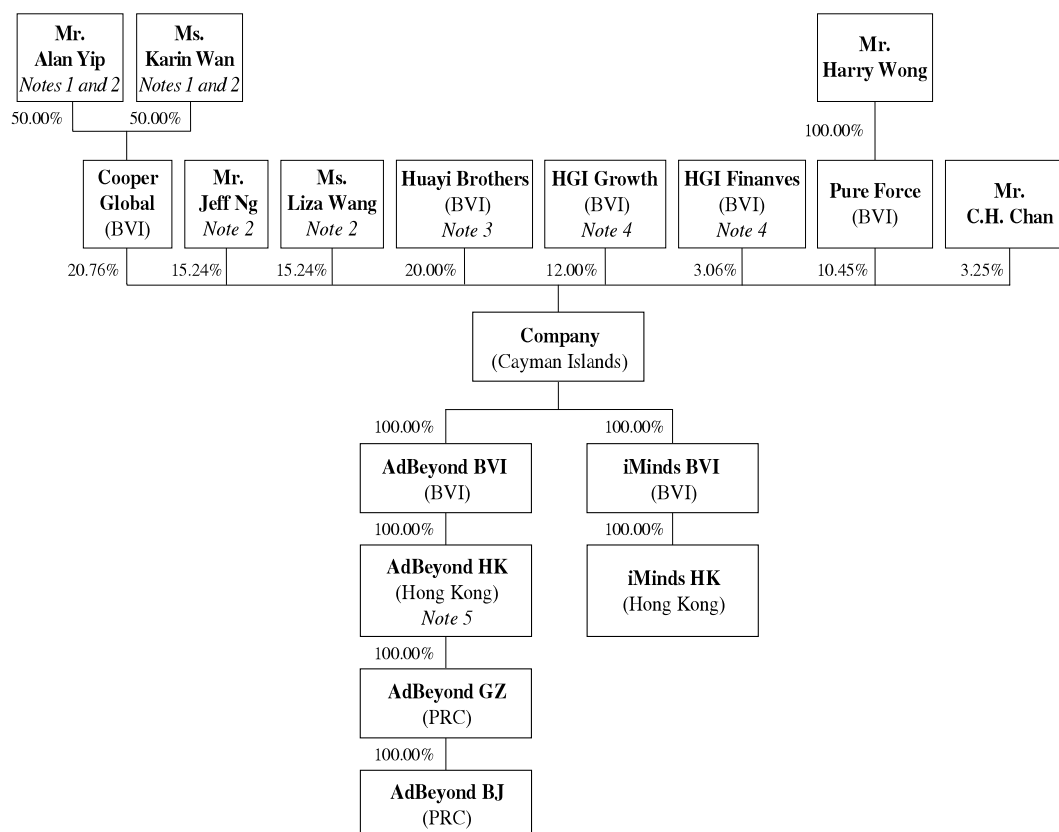 Mr.
Alan Yip
Notes 1 and 2
Ms.
Karin Wan
Notes 1 and 2
Mr.
Harry Wong
50.00%
50.00%
100.00%
Cooper
Global
(BVI)
Mr.
Jeff Ng
Note 2
Ms.
Liza Wang
Note 2
Huayi Brothers
(BVI)
Note 3
HGI Growth
(BVI)
Note 4
HGI Finanves
(BVI)
Note 4
Pure Force
(BVI)
Mr.
C.H. Chan
20.76%
15.24%
15.24%
20.00%
12.00%
3.06%
10.45%
3.25%
Company
(Cayman Islands)
100.00%
100.00%
AdBeyond BVI
(BVI)
iMinds BVI
(BVI)
100.00%
100.00%
AdBeyond HK
(Hong Kong)
Note 5
iMinds HK
(Hong Kong)
100.00%
AdBeyond GZ
(PRC)
100.00%
AdBeyond BJ
(PRC)